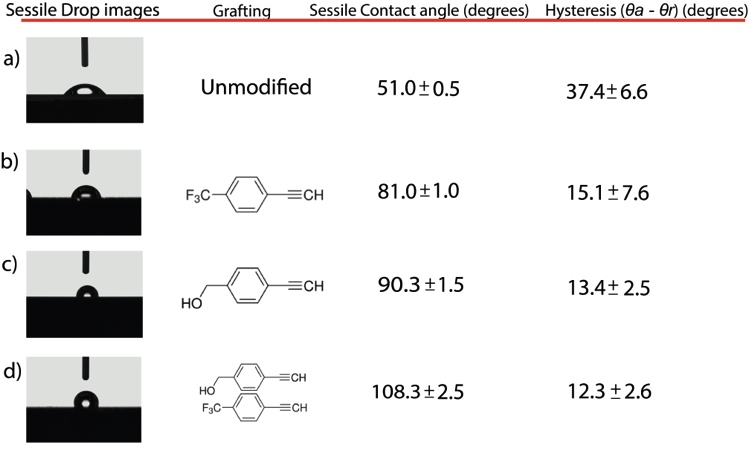 Sessile Drop images Grafting Sessile Contact angle (degrees) Hysteresis (θa - θr) (degrees)
a) Unmodified 51.0±0.5 37.4±6.6
b) F₃C CH 81.0±1.0 15.1±7.6
c) HO CH 90.3±1.5 13.4±2.5
d) HO CH
F₃C CH 108.3±2.5 12.3±2.6